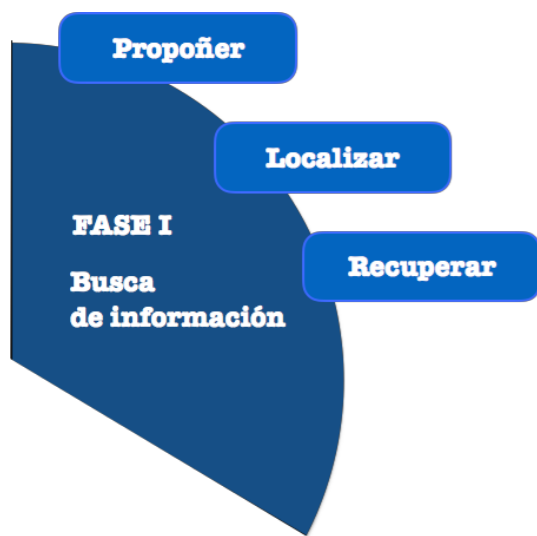 Propoñer
Localizar
FASE I
Recuperar
Busca
de información